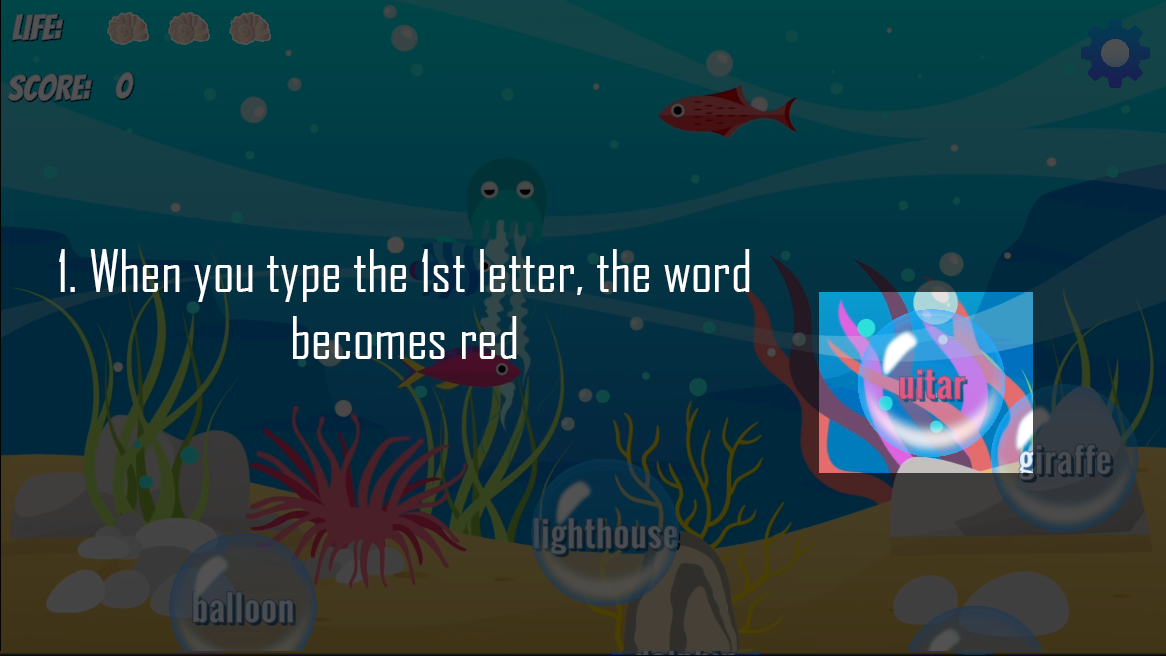 LIFE:
SCORE: 0
1. When you type the 1st letter, the word
becomes red
uitar
giraffe
lighthouse
balloon